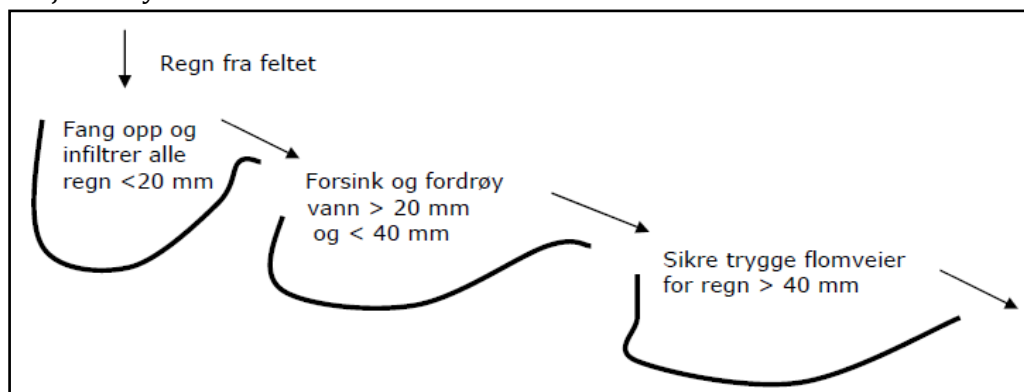 Regn fra feltet
Fang opp og
infiltrer alle
regn <20 mm
Forsink og fordrøy
vann > 20 mm
og < 40 mm
Sikre trygge flomveier
for regn > 40 mm